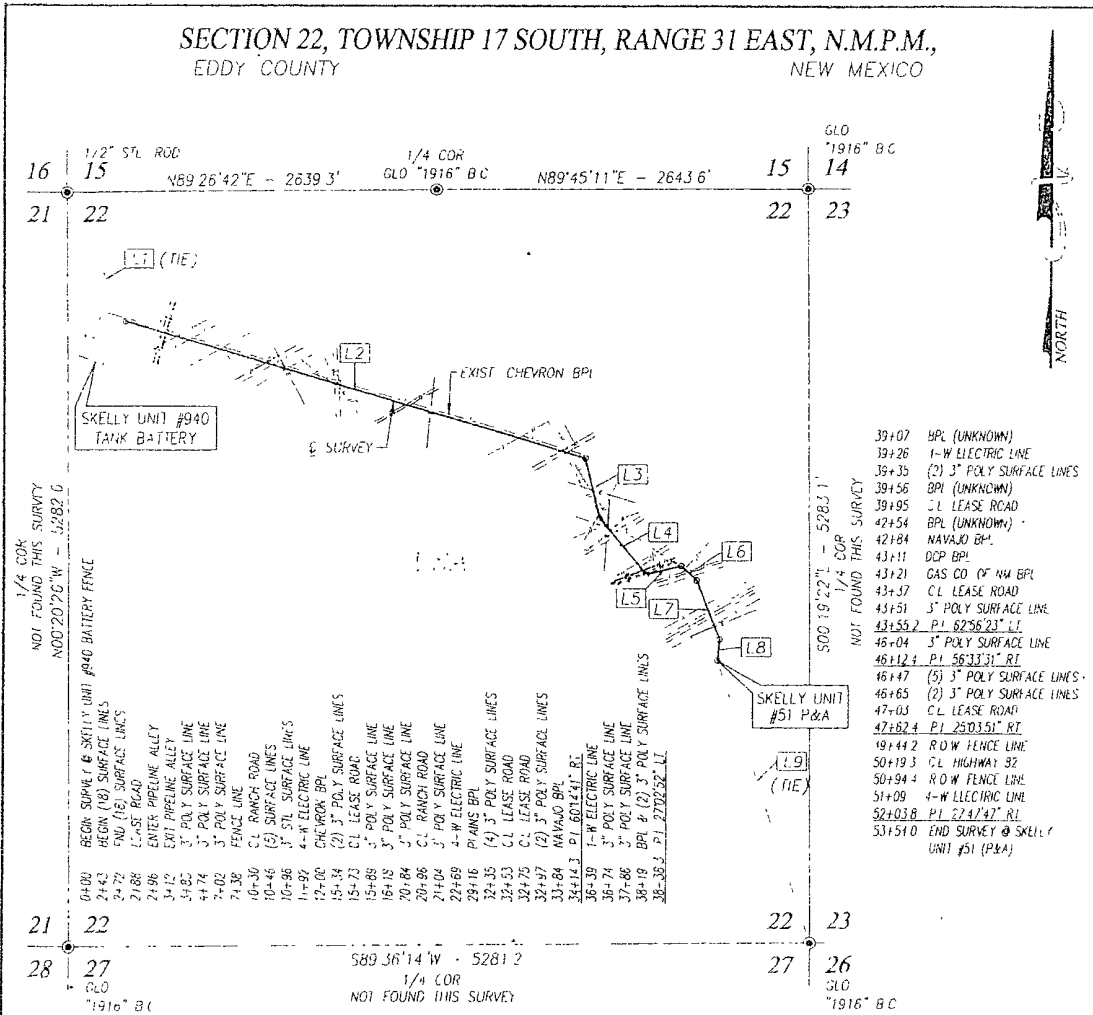 SECTION 22, TOWNSHIP 17 SOUTH, RANGE 31 EAST, N.M.P.M.,
EDDY COUNTY NEW MEXICO
GLO
"1916" BC
1/2" STL ROD
1/4 COR
GLO "1916" BC
16 15
N89°26'42"E - 2639.3'
N89°45'11"E - 2643.6'
15 14
21 22
22 23
L1 (TIE)
NORTH
L2
EXIST CHEVRON BPL
SKELLY UNIT #940
TANK BATTERY
℄ SURVEY
L3
L4
L5
L6
L7
L8
SKELLY UNIT
#51 P&A
L9
(TIE)
1/4 COR
NOT FOUND THIS SURVEY
N00°20'26"W - 5282.6
S00°19'22"E - 5283.1'
1/4 COR
NOT FOUND THIS SURVEY
0+00 BEGIN SURVEY @ SKELLY UNIT #940 BATTERY FENCE
2+43 BEGIN (18) SURFACE LINES
2+72 END (18) SURFACE LINES
2+88 LEASE ROAD
2+96 ENTER PIPELINE ALLEY
3+12 EXIT PIPELINE ALLEY
3+83 3" POLY SURFACE LINE
4+74 3" POLY SURFACE LINE
7+02 3" POLY SURFACE LINE
7+38 FENCE LINE
10+30 C.L. RANCH ROAD
10+46 (5) SURFACE LINES
10+96 3" STL SURFACE LINES
11+92 4-W ELECTRIC LINE
12+00 CHEVRON BPL
15+34 (2) 3" POLY SURFACE LINES
15+73 C.L. LEASE ROAD
15+89 3" POLY SURFACE LINE
16+18 3" POLY SURFACE LINE
20+84 3" POLY SURFACE LINE
20+96 C.L. RANCH ROAD
21+04 3" POLY SURFACE LINE
22+69 4-W ELECTRIC LINE
29+16 PLAINS BPL
32+35 (4) 3" POLY SURFACE LINES
32+53 C.L. LEASE ROAD
32+75 C.L. LEASE ROAD
32+97 (2) 3" POLY SURFACE LINES
33+84 NAVAJO BPL
34+14.3 P.I. 60°14'41" RT
36+39 1-W ELECTRIC LINE
36+74 3" POLY SURFACE LINE
37+86 3" POLY SURFACE LINE
38+19 BPL & (2) 3" POLY SURFACE LINES
38+38.3 P.I. 27°02'52" LT
39+07 BPL (UNKNOWN)
39+26 1-W ELECTRIC LINE
39+35 (2) 3" POLY SURFACE LINES
39+56 BPL (UNKNOWN)
39+95 C.L. LEASE ROAD
42+54 BPL (UNKNOWN)
42+84 NAVAJO BPL
43+11 DCP BPL
43+21 GAS CO OF NM BPL
43+37 C.L. LEASE ROAD
43+51 3" POLY SURFACE LINE
43+55.2 P.I. 62°56'23" LT
46+04 3" POLY SURFACE LINE
46+12.4 P.I. 56°33'31" RT
46+47 (5) 3" POLY SURFACE LINES
46+65 (2) 3" POLY SURFACE LINES
47+03 C.L. LEASE ROAD
47+62.4 P.I. 25°03'51" RT
49+44.2 R.O.W. FENCE LINE
50+19.3 C.L. HIGHWAY 82
50+94.4 R.O.W. FENCE LINE
51+09 4-W ELECTRIC LINE
52+03.8 P.I. 27°47'47" RT
53+51.0 END SURVEY @ SKELLY
UNIT #51 (P&A)
21 22
22 23
28 27
S89°36'14"W - 5281.2
27 26
GLO
"1916" BC
1/4 COR
NOT FOUND THIS SURVEY
GLO
"1916" BC